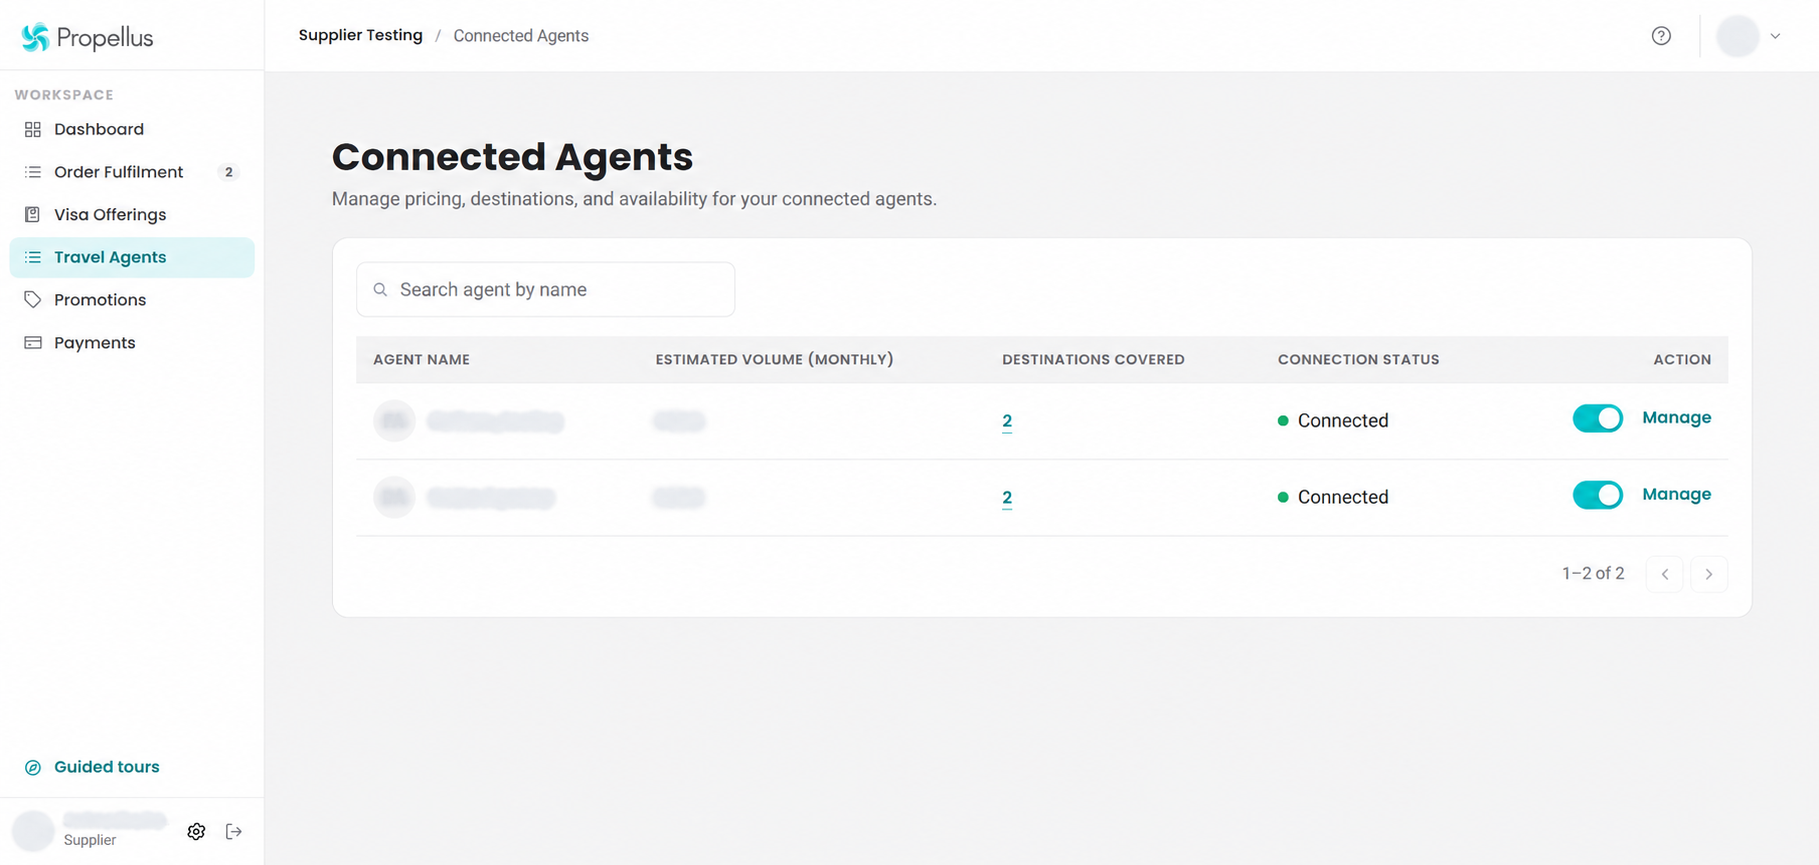 Propellus
Supplier Testing / Connected Agents
WORKSPACE
Dashboard
Order Fulfilment 2
Visa Offerings
Travel Agents
Promotions
Payments
Guided tours
Supplier
Connected Agents
Manage pricing, destinations, and availability for your connected agents.
Search agent by name
AGENT NAME ESTIMATED VOLUME (MONTHLY) DESTINATIONS COVERED CONNECTION STATUS ACTION
2 Connected Manage
2 Connected Manage
1–2 of 2